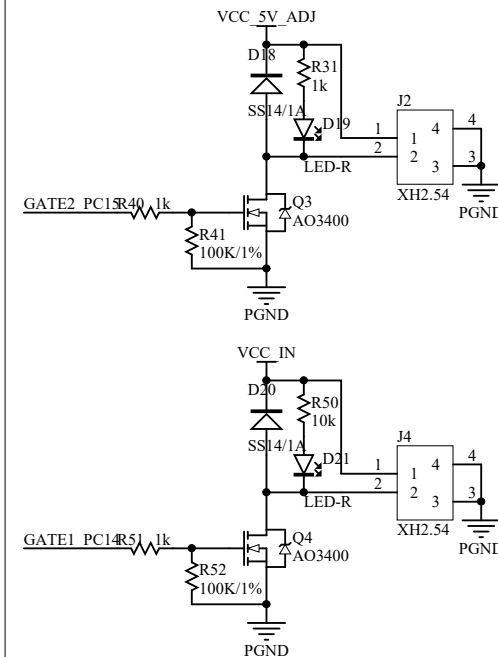 VCC_5V_ADJ
D18
R31
1k
SS14/1A
D19
LED-R
J2
1
2
1
2
4
3
4
3
XH2.54
PGND
GATE2_PC15
R40
1k
R41
100K/1%
Q3
AO3400
PGND
VCC_IN
D20
R50
10k
SS14/1A
D21
LED-R
J4
1
2
1
2
4
3
4
3
XH2.54
PGND
GATE1_PC14
R51
1k
R52
100K/1%
Q4
AO3400
PGND